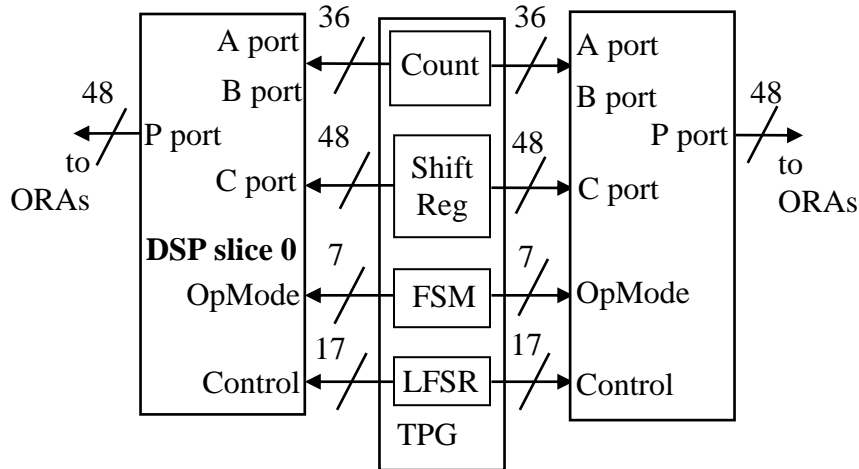 36
36
A port
Count
A port
B port
B port
48
48
P port
P port
to
ORAs
to
ORAs
48
48
C port
Shift
Reg
C port
DSP slice 0
7
7
OpMode
FSM
OpMode
17
17
Control
LFSR
Control
TPG